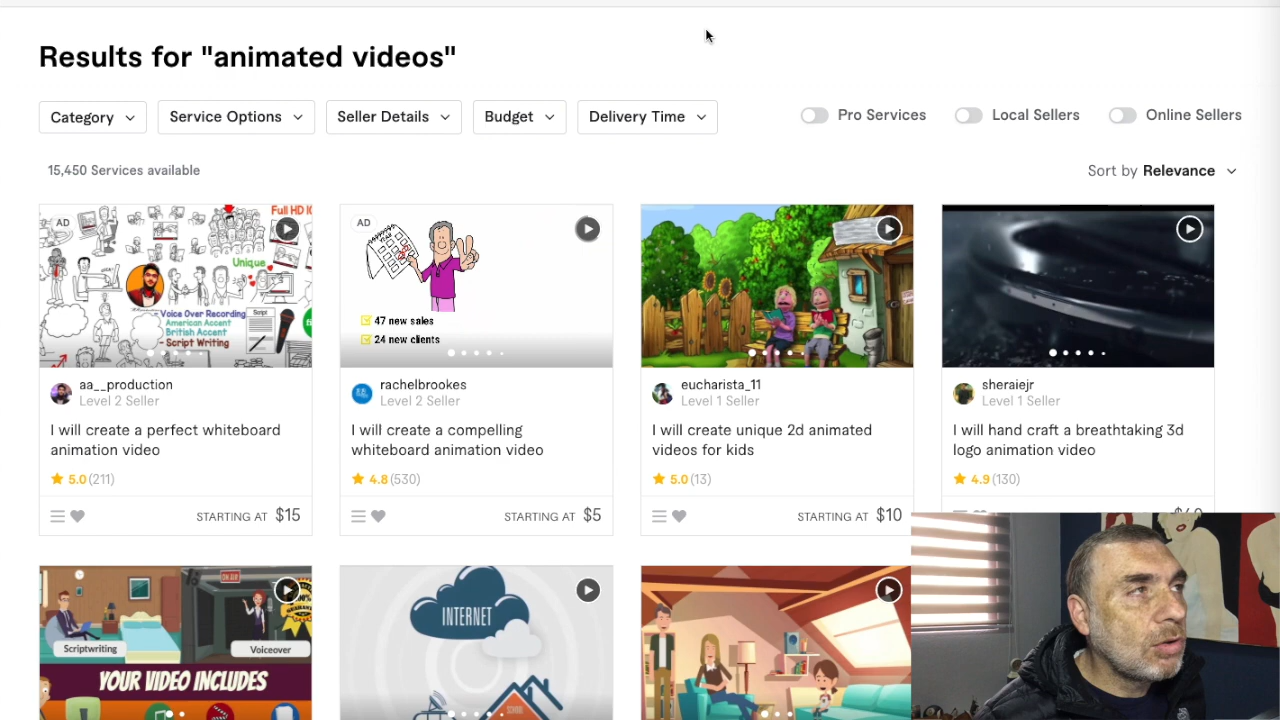 Results for "animated videos"
Category
Service Options
Seller Details
Budget
Delivery Time
Pro Services
Local Sellers
Online Sellers
15,450 Services available
Sort by Relevance
AD
Full HD
Unique
Voice Over Recording
American Accent
British Accent
- Script Writing
Script
AD
47 new sales
24 new clients
aa__production
Level 2 Seller
I will create a perfect whiteboard
animation video
5.0 (211)
STARTING AT $15
rachelbrookes
Level 2 Seller
I will create a compelling
whiteboard animation video
4.8 (530)
STARTING AT $5
eucharista_11
Level 1 Seller
I will create unique 2d animated
videos for kids
5.0 (13)
STARTING AT $10
sheraiejr
Level 1 Seller
I will hand craft a breathtaking 3d
logo animation video
4.9 (130)
ON AIR
Scriptwriting
Voiceover
YOUR VIDEO INCLUDES
INTERNET
SCHOOL